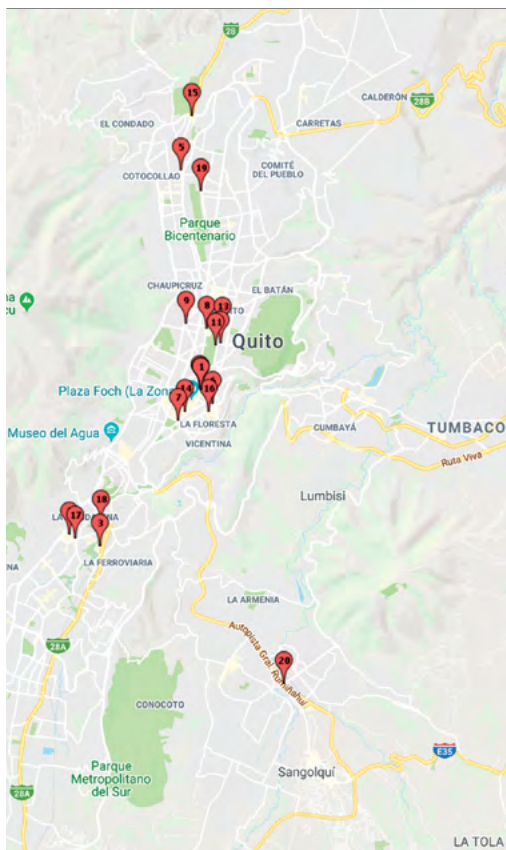 28
15
CALDERÓN
28B
EL CONDADO
CARRETAS
5
COTOCOLLAO
19
COMITÉ
DEL PUEBLO
Parque
Bicentenario
CHAUPICRUZ
EL BATÁN
9
8
13
11
Quito
1
Plaza Foch (La Zon
14
16
7
LA FLORESTA
VICENTINA
Museo del Agua
CUMBAYÁ
TUMBACO
Ruta Viva
Lumbisi
18
17
3
LA FERROVIARIA
LA ARMENIA
Autopista Gral. Rumiñahui
28A
20
CONOCOTO
E35
Parque
Metropolitano
del Sur
Sangolquí
28A
LA TOLA